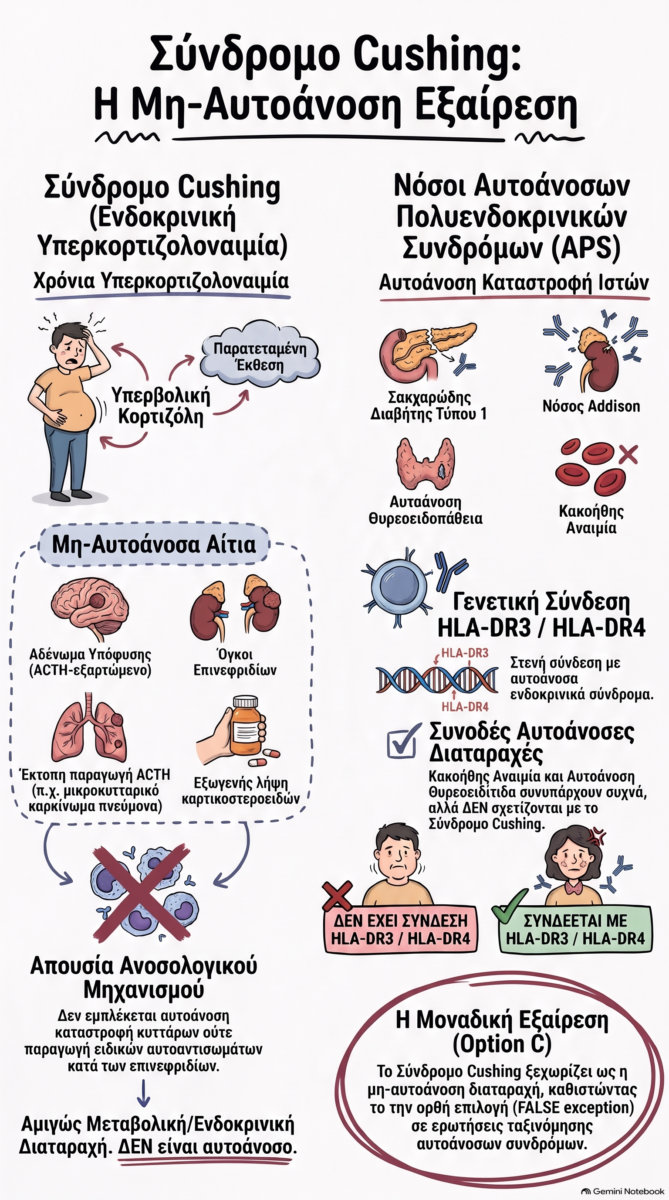 Σύνδρομο Cushing:
Η Μη-Αυτοάνοση Εξαίρεση
Σύνδρομο Cushing
(Ενδοκρινική
Υπερκορτιζολοναιμία)
Χρόνια Υπερκορτιζολοναιμία
Παρατεταμένη
Έκθεση
Υπερβολική
Κορτιζόλη
Μη-Αυτοάνοσα Αίτια
Αδένωμα Υπόφυσης
(ACTH-εξαρτώμενο)
Όγκοι
Επινεφριδίων
Έκτοπη παραγωγή ACTH
(π.χ. μικροκυτταρικό
καρκίνωμα πνεύμονα)
Εξωγενής λήψη
καρτικοστεροειδών
Απουσία Ανοσολογικού
Μηχανισμού
Δεν εμπλέκεται αυτοάνοση
καταστροφή κυττάρων ούτε
παραγωγή ειδικών αυτοαντισωμάτων
κατά των επινεφριδίων.
Αμιγώς Μεταβολική/Ενδοκρινική
Διαταραχή. ΔΕΝ είναι αυτοάνοσο.
Νόσοι Αυτοάνοσων
Πολυενδοκρινικών
Συνδρόμων (APS)
Αυτοάνοση Καταστροφή Ιστών
Σακχαρώδης
Διαβήτης Τύπου 1
Νόσος Addison
Αυταάνοση
Θυρεοειδοπάθεια
Κακοήθης
Αναιμία
Γενετική Σύνδεση
HLA-DR3 / HLA-DR4
HLA-DR3
HLA-DR4
Στενή σύνδεση με
αυτοάνοσα
ενδοκρινικά σύνδρομα.
Συνοδές Αυτοάνοσες
Διαταραχές
Κακοήθης Αναιμία και Αυτοάνοση
Θυρεοειδίτιδα συνυπάρχουν συχνά,
αλλά ΔΕΝ σχετίζονται με το
Σύνδρομο Cushing.
ΔΕΝ ΕΧΕΙ ΣΥΝΔΕΣΗ
HLA-DR3 / HLA-DR4
ΣΥΝΔΕΕΤΑΙ ΜΕ
HLA-DR3 / HLA-DR4
Η Μοναδική Εξαίρεση
(Option C)
Το Σύνδρομο Cushing ξεχωρίζει ως η
μη-αυτοάνοση διαταραχή, καθιστώντας
το την ορθή επιλογή (FALSE exception)
σε ερωτήσεις ταξινόμησης
αυτοάνοσων συνδρόμων.
Gemini Notebook